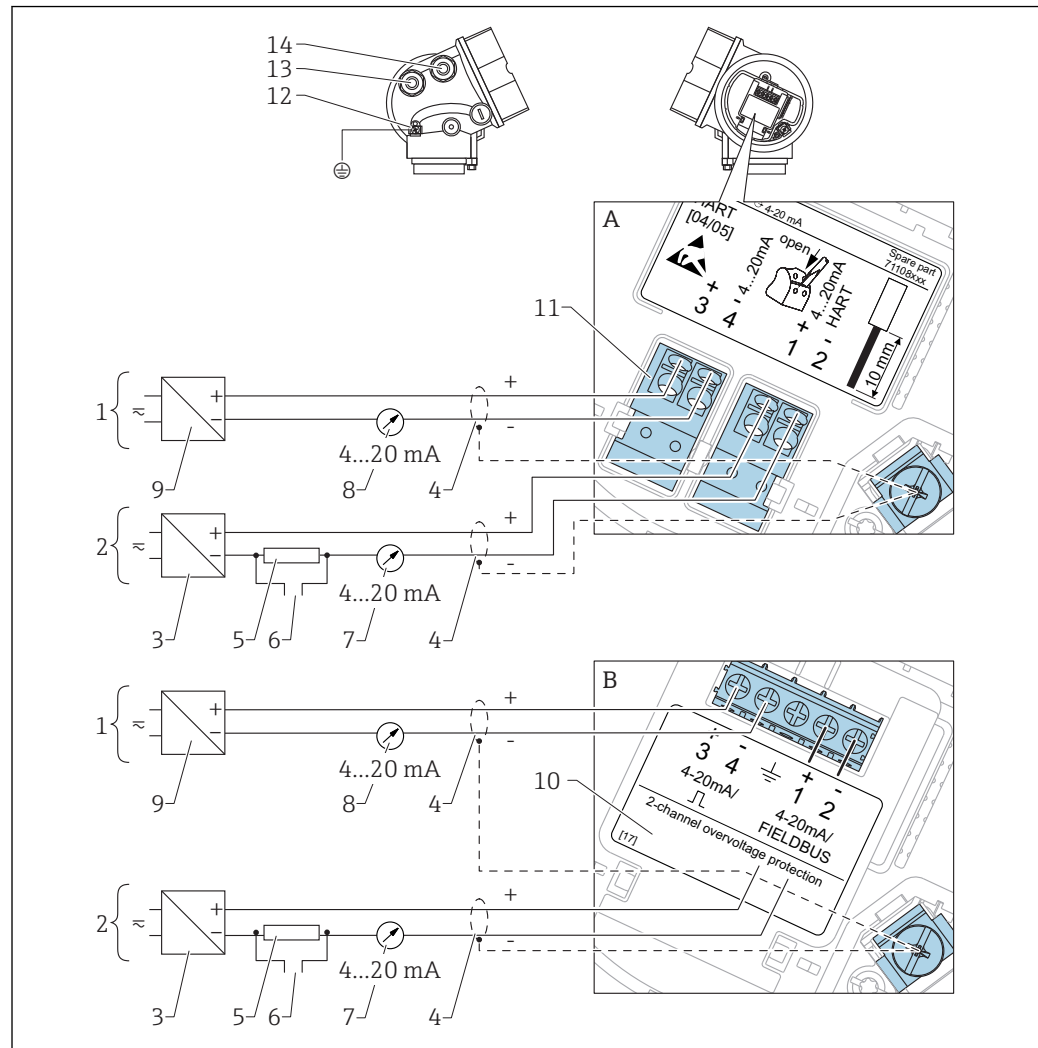 14
13
12
A
HART
[04/05]
4-20 mA
open
Spare part
71108xxx
+ -
3 4
4...20mA
+ -
1 2
4...20mA
HART
10 mm
11
1
≂
+
−
9
4...20 mA
8
+
-
4
2
≂
+
−
3
5
6
4...20 mA
7
+
-
4
B
1
≂
+
−
9
4...20 mA
8
+
-
4
10
+ -
3 4
4-20mA/
+ -
1 2
4-20mA/
FIELDBUS
2-channel overvoltage protection
[17]
2
≂
+
−
3
5
6
4...20 mA
7
+
-
4